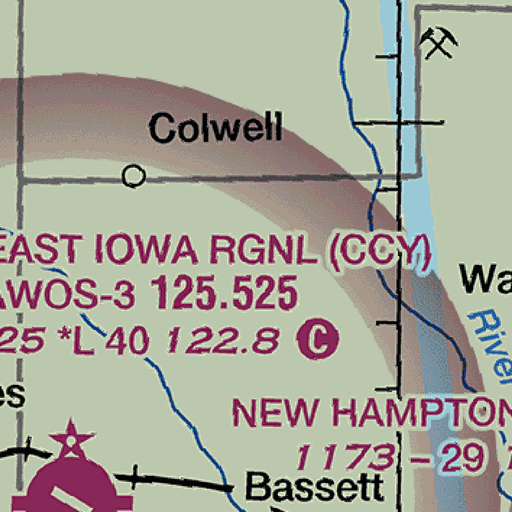 Colwell
EAST IOWA RGNL (CCY)
AWOS-3 125.525
25 *L 40 122.8 C
Wa
River
es
NEW HAMPTON
1173 - 29 1
Bassett